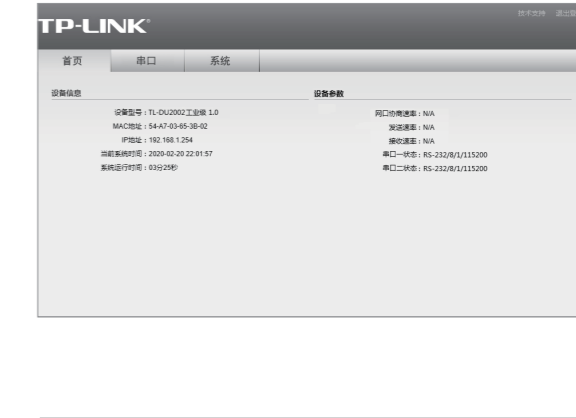 技术支持 退出登
TP-LINK®
首页 串口 系统
设备信息
设备型号：TL-DU2002工业级 1.0
MAC地址：54-A7-03-65-3B-02
IP地址：192.168.1.254
当前系统时间：2020-02-20 22:01:57
系统运行时间：03分25秒
设备参数
网口协商速率：N/A
发送速率：N/A
接收速率：N/A
串口一状态：RS-232/8/1/115200
串口二状态：RS-232/8/1/115200